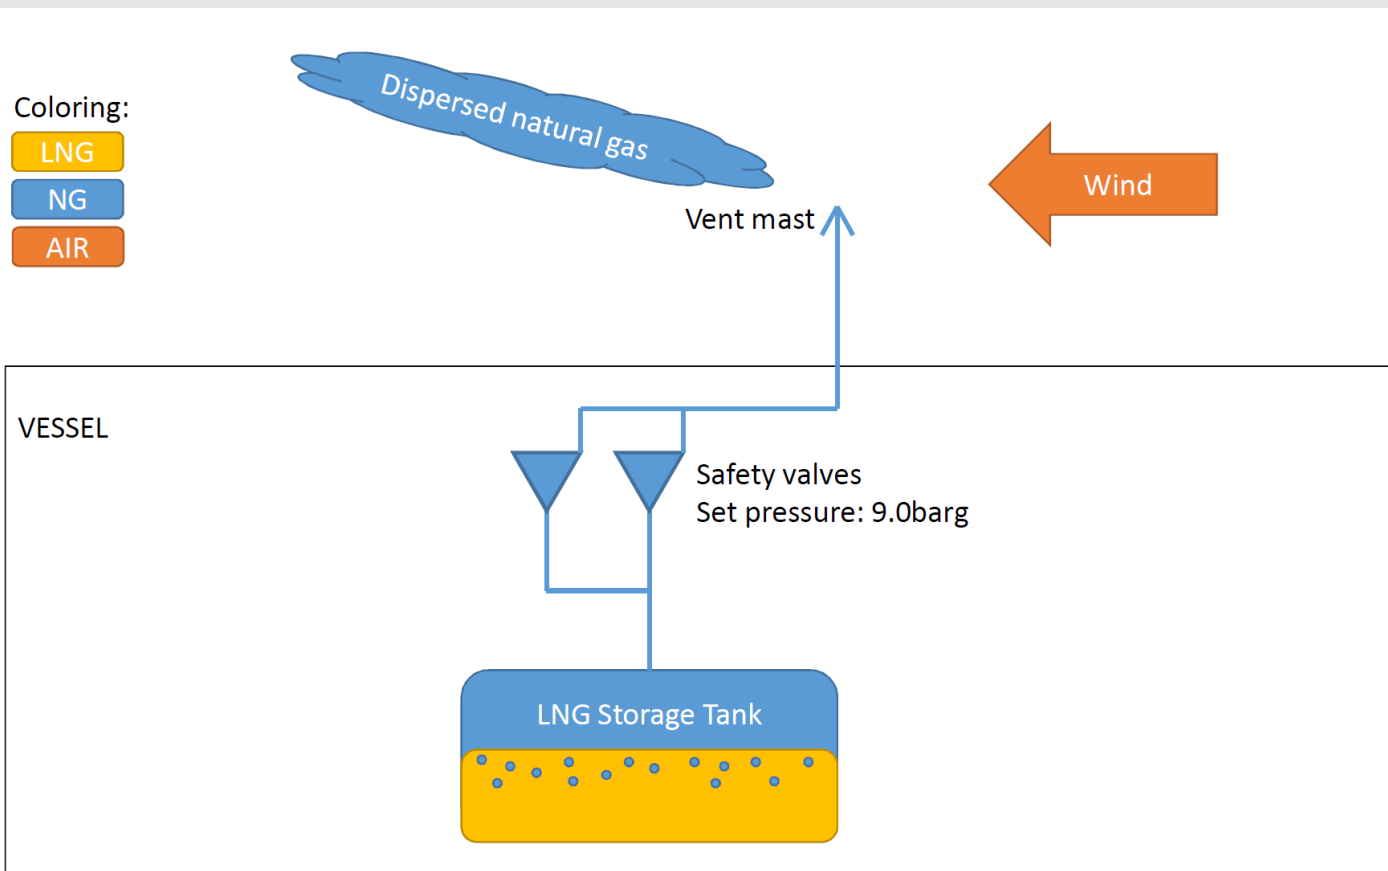 Coloring:
LNG
NG
AIR
Dispersed natural gas
Wind
Vent mast
VESSEL
Safety valves
Set pressure: 9.0barg
LNG Storage Tank